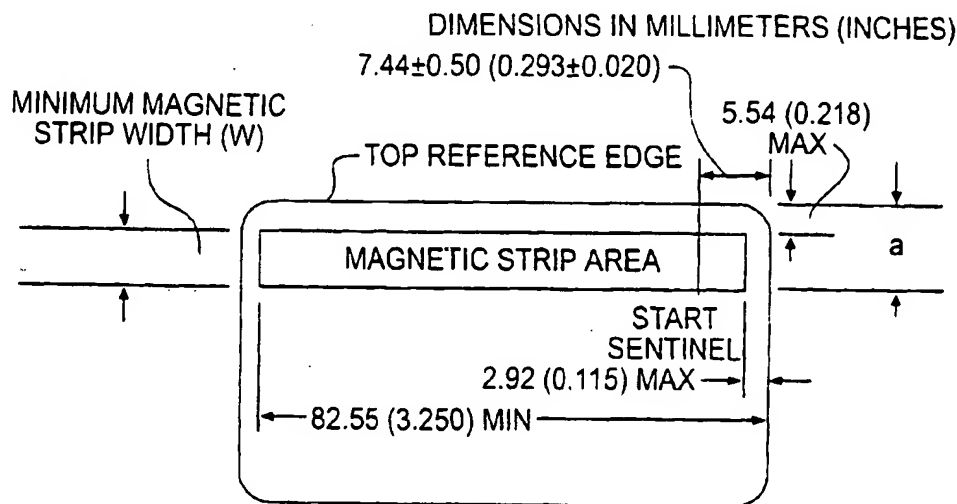 DIMENSIONS IN MILLIMETERS (INCHES)
7.44±0.50 (0.293±0.020)
MINIMUM MAGNETIC
STRIP WIDTH (W)
5.54 (0.218)
MAX
TOP REFERENCE EDGE
a
MAGNETIC STRIP AREA
START
SENTINEL
2.92 (0.115) MAX
82.55 (3.250) MIN